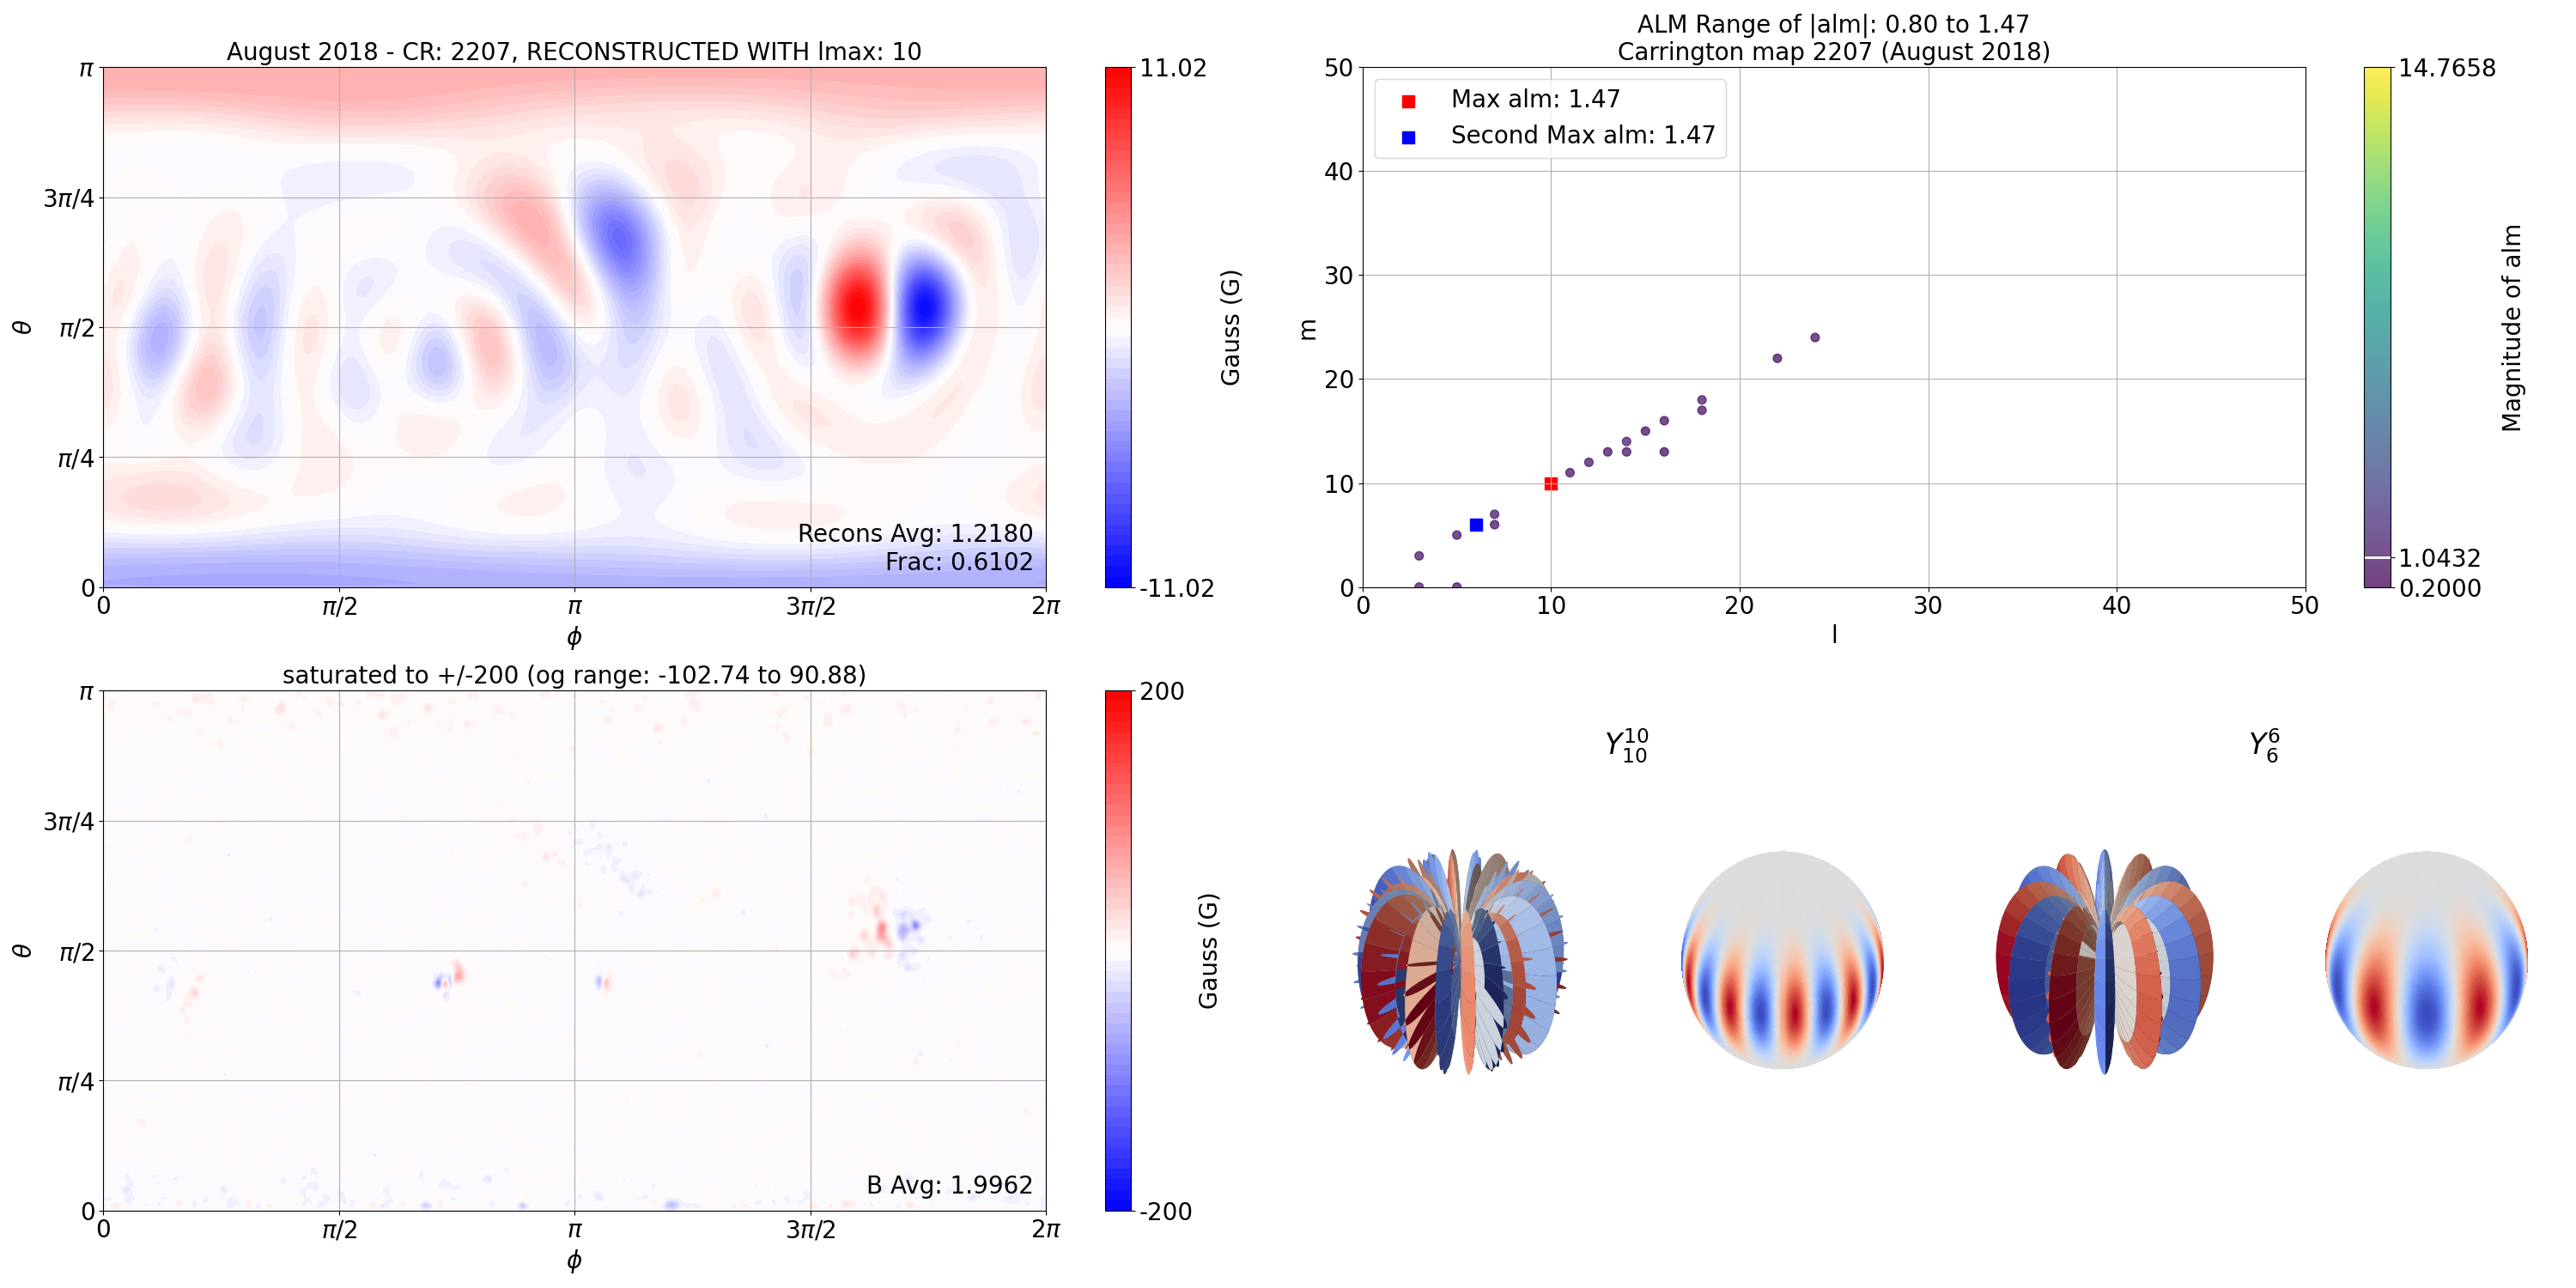 August 2018 - CR: 2207, RECONSTRUCTED WITH lmax: 10
π
3π/4
π/2
π/4
0
θ
0
π/2
π
3π/2
2π
ϕ
Recons Avg: 1.2180
Frac: 0.6102
11.02
-11.02
Gauss (G)
ALM Range of |alm|: 0.80 to 1.47
Carrington map 2207 (August 2018)
Max alm: 1.47
Second Max alm: 1.47
50
40
30
20
10
0
m
0
10
20
30
40
50
l
14.7658
1.0432
0.2000
Magnitude of alm
saturated to +/-200 (og range: -102.74 to 90.88)
π
3π/4
π/2
π/4
0
θ
0
π/2
π
3π/2
2π
ϕ
B Avg: 1.9962
200
-200
Gauss (G)
Y₁₀¹⁰
Y₆⁶